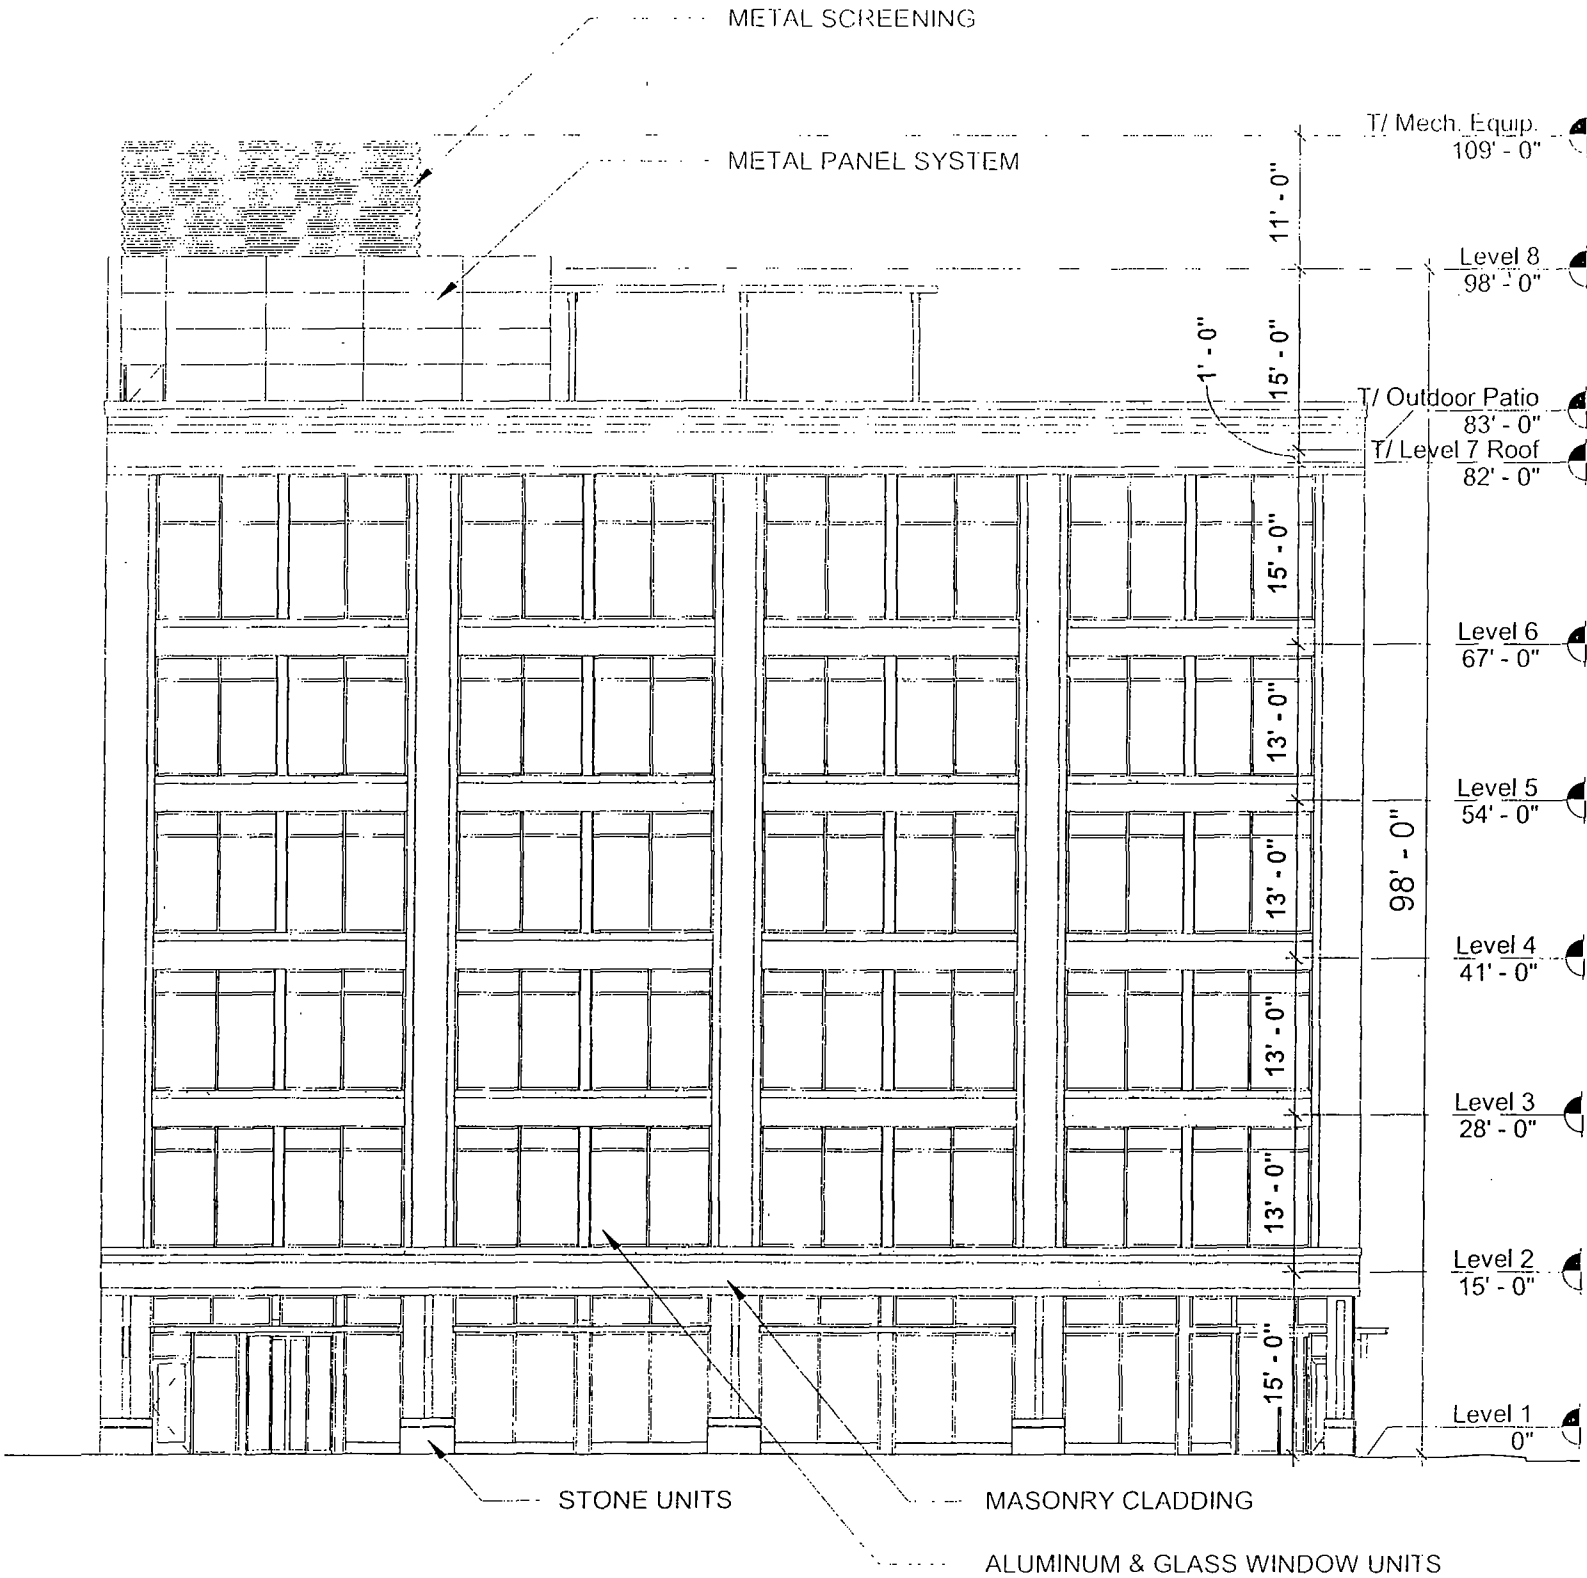 METAL SCREENING
T/ Mech. Equip.
109' - 0"
METAL PANEL SYSTEM
11' - 0"
Level 8
98' - 0"
1' - 0"
15' - 0"
T/ Outdoor Patio
83' - 0"
T/ Level 7 Roof
82' - 0"
15' - 0"
Level 6
67' - 0"
13' - 0"
Level 5
54' - 0"
13' - 0"
98' - 0"
Level 4
41' - 0"
13' - 0"
Level 3
28' - 0"
13' - 0"
Level 2
15' - 0"
15' - 0"
Level 1
0"
STONE UNITS
MASONRY CLADDING
ALUMINUM & GLASS WINDOW UNITS